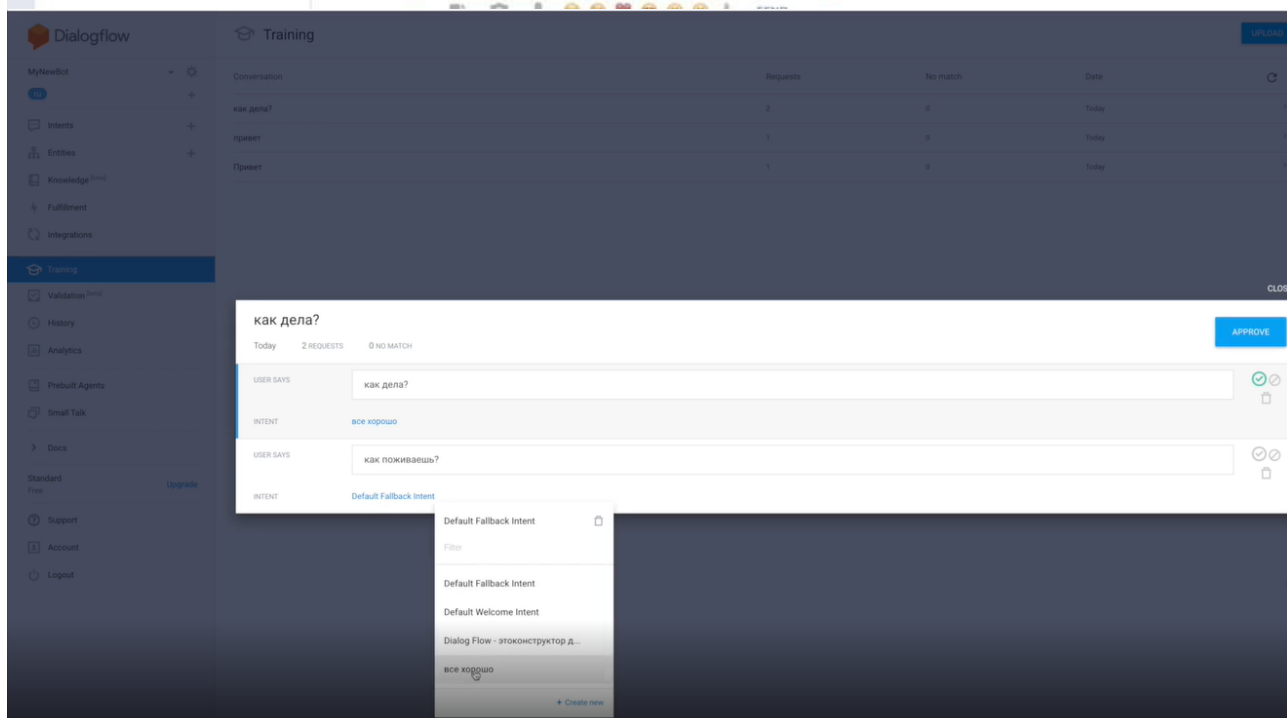 Dialogflow
Training
UPLOAD
MyNewBot
Conversation Requests No match Date
как дела? 2 0 Today
привет 1 0 Today
Привет 1 0 Today
Intents
Entities
Knowledge
Fulfillment
Integrations
Training
Validation
History
Analytics
Prebuilt Agents
Small Talk
Docs
Standard
Free
Upgrade
Support
Account
Logout
CLOS
как дела?
APPROVE
Today 2 REQUESTS 0 NO MATCH
USER SAYS как дела?
INTENT все хорошо
USER SAYS как поживаешь?
INTENT Default Fallback Intent
Default Fallback Intent
Filter
Default Fallback Intent
Default Welcome Intent
Dialog Flow - этоконструктор д...
все хорошо
+ Create new